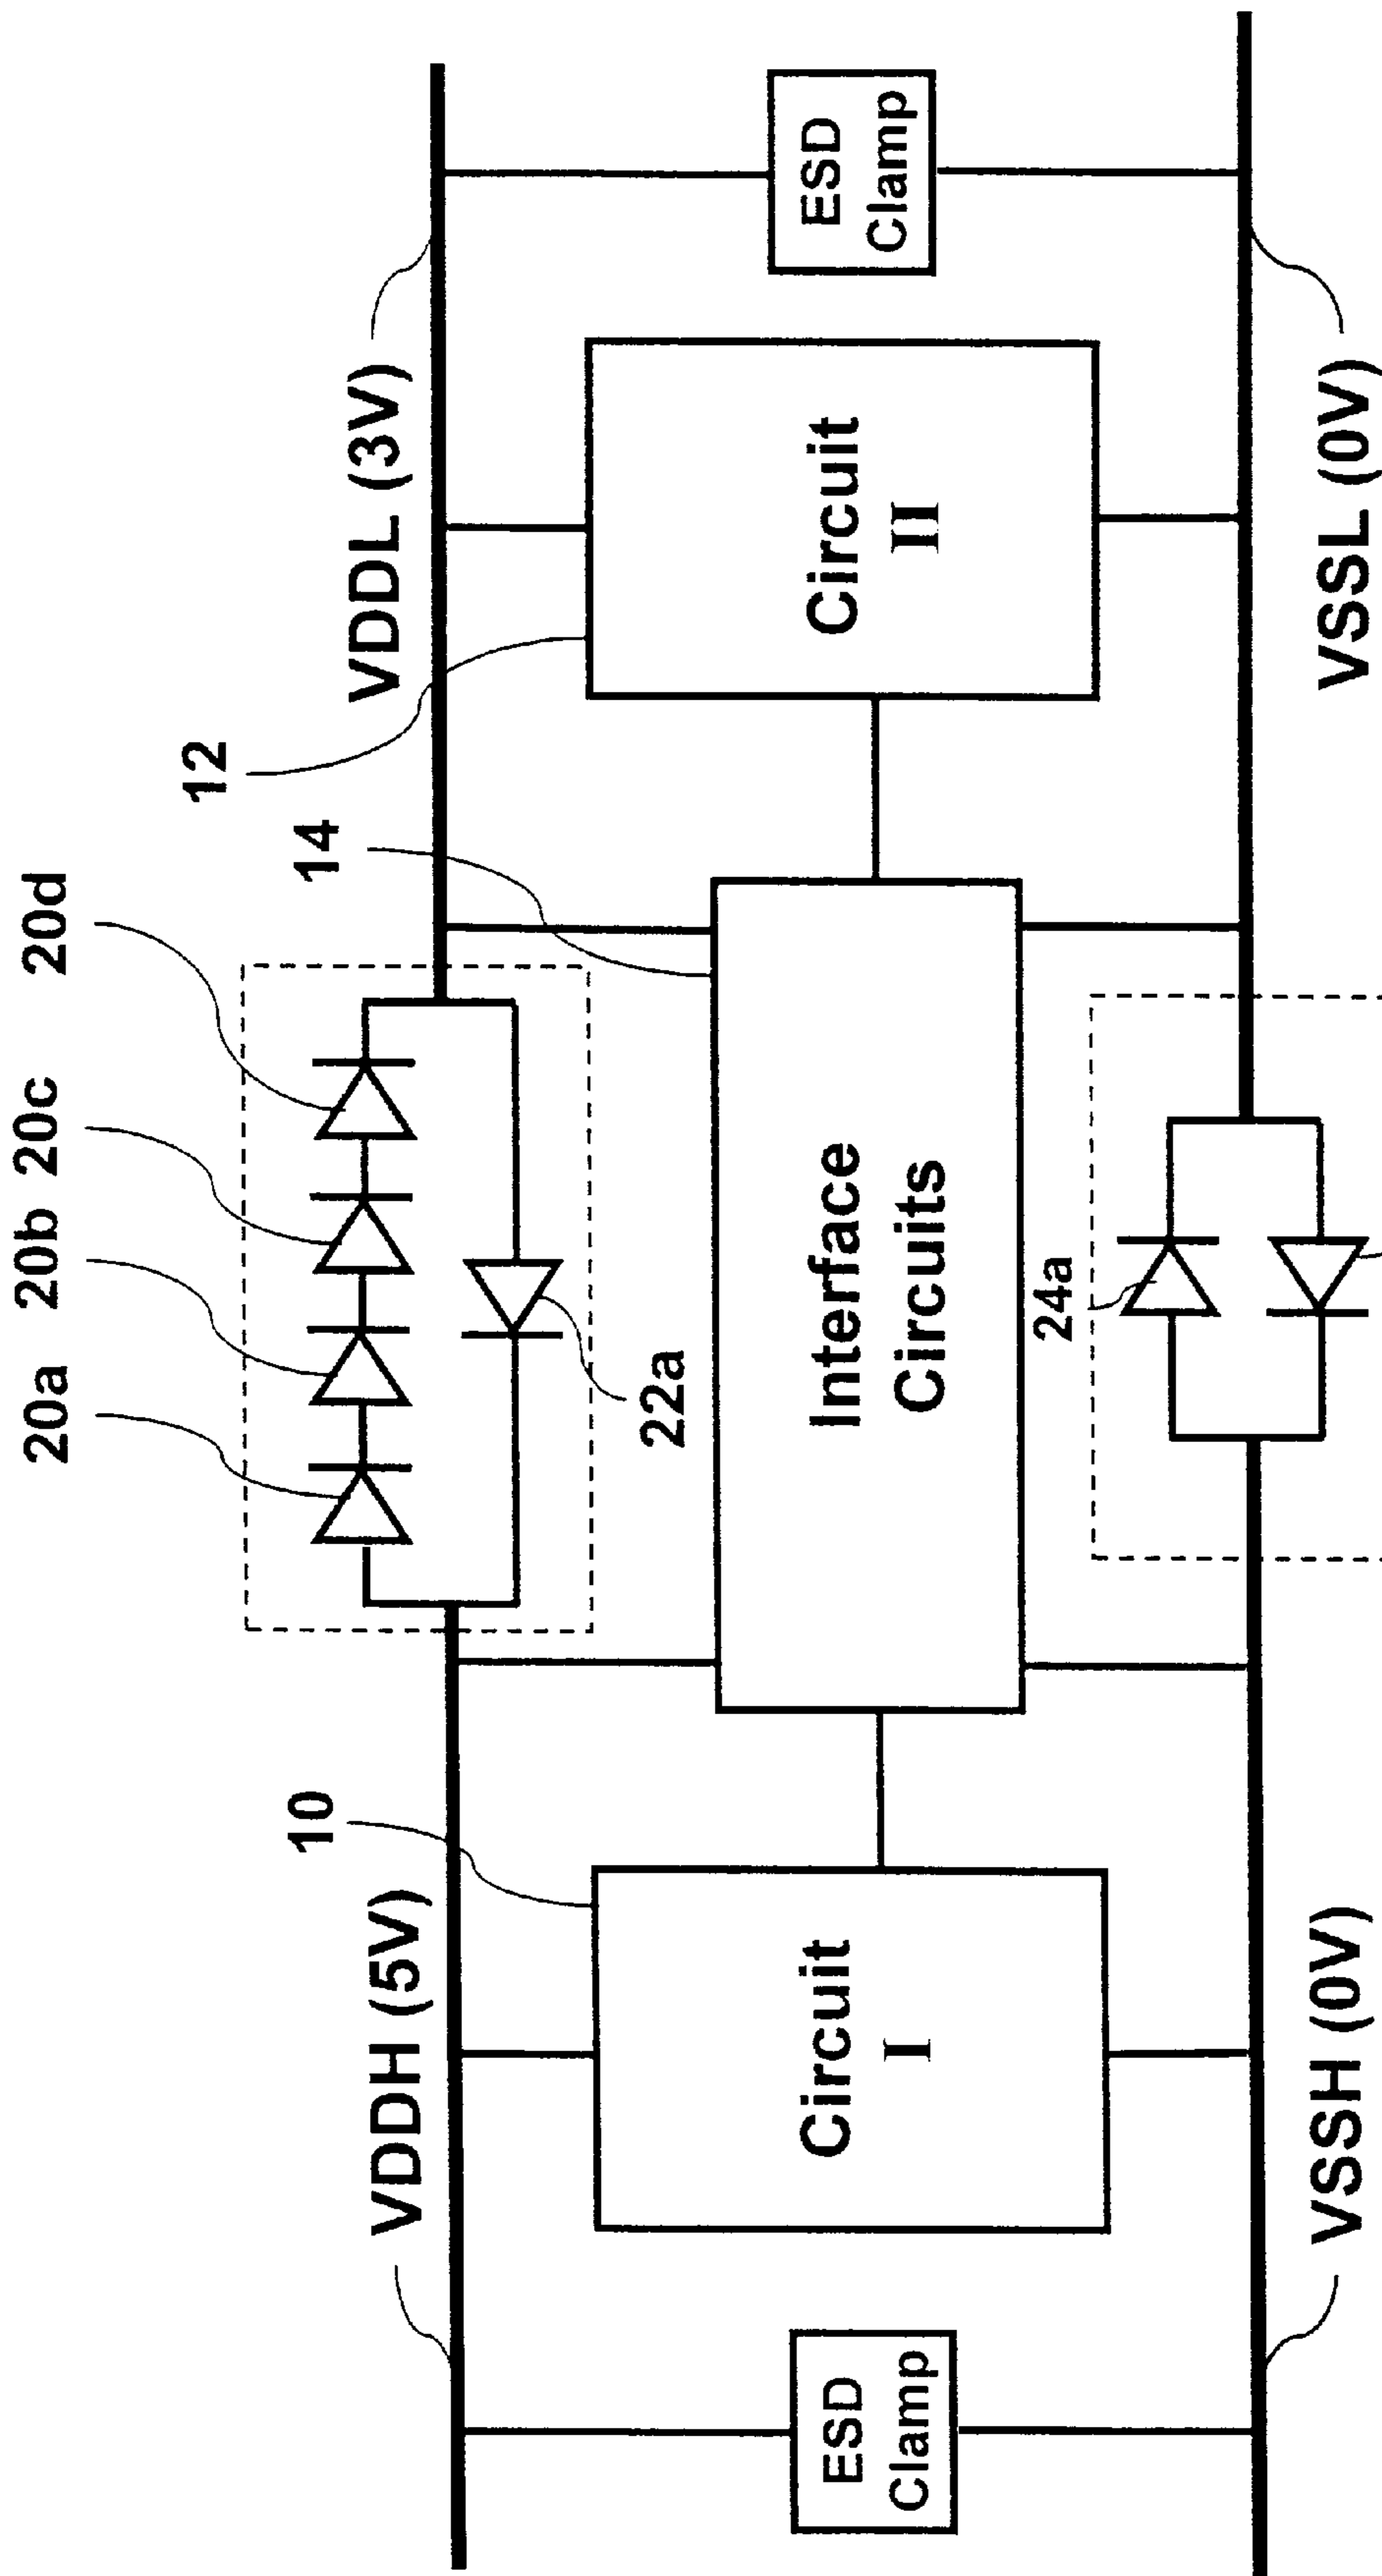 20a
20b
20c
20d
12
14
10
VDDH (5V)
VDDL (3V)
22a
ESD
Clamp
Circuit
I
Interface
Circuits
Circuit
II
ESD
Clamp
24a
VSSH (0V)
VSSL (0V)